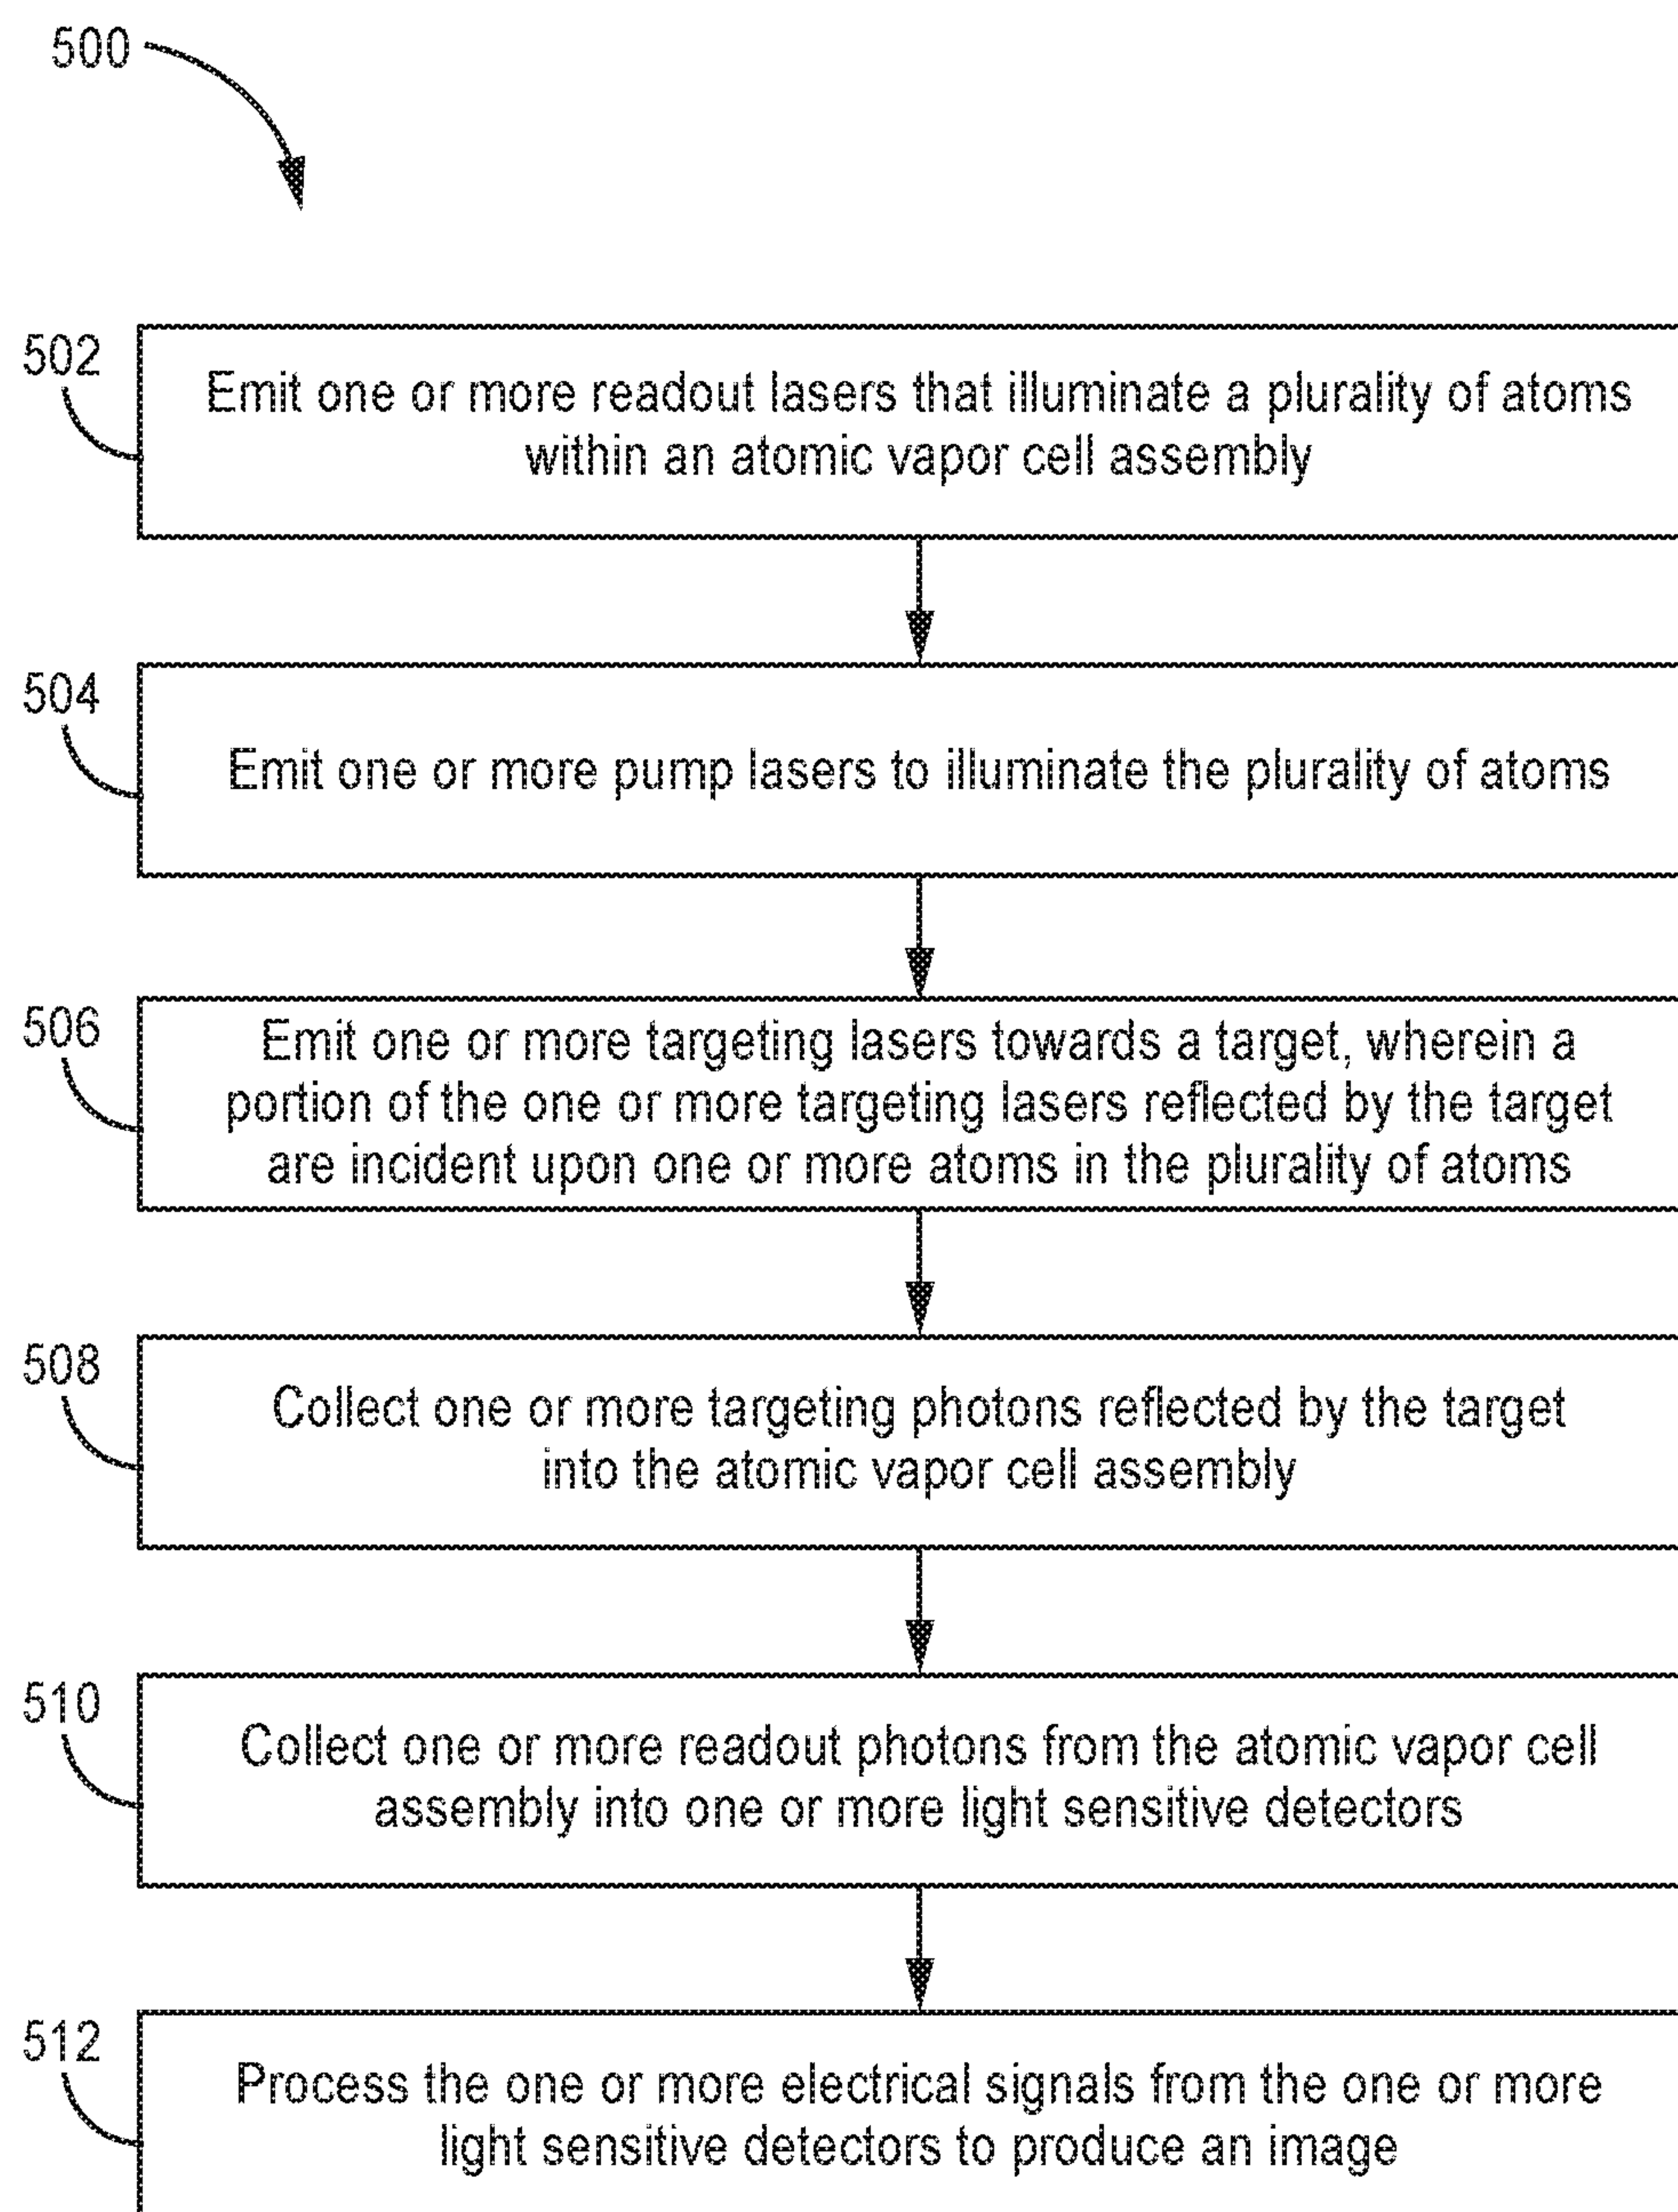 500
502
Emit one or more readout lasers that illuminate a plurality of atoms
within an atomic vapor cell assembly
504
Emit one or more pump lasers to illuminate the plurality of atoms
506
Emit one or more targeting lasers towards a target, wherein a
portion of the one or more targeting lasers reflected by the target
are incident upon one or more atoms in the plurality of atoms
508
Collect one or more targeting photons reflected by the target
into the atomic vapor cell assembly
510
Collect one or more readout photons from the atomic vapor cell
assembly into one or more light sensitive detectors
512
Process the one or more electrical signals from the one or more
light sensitive detectors to produce an image